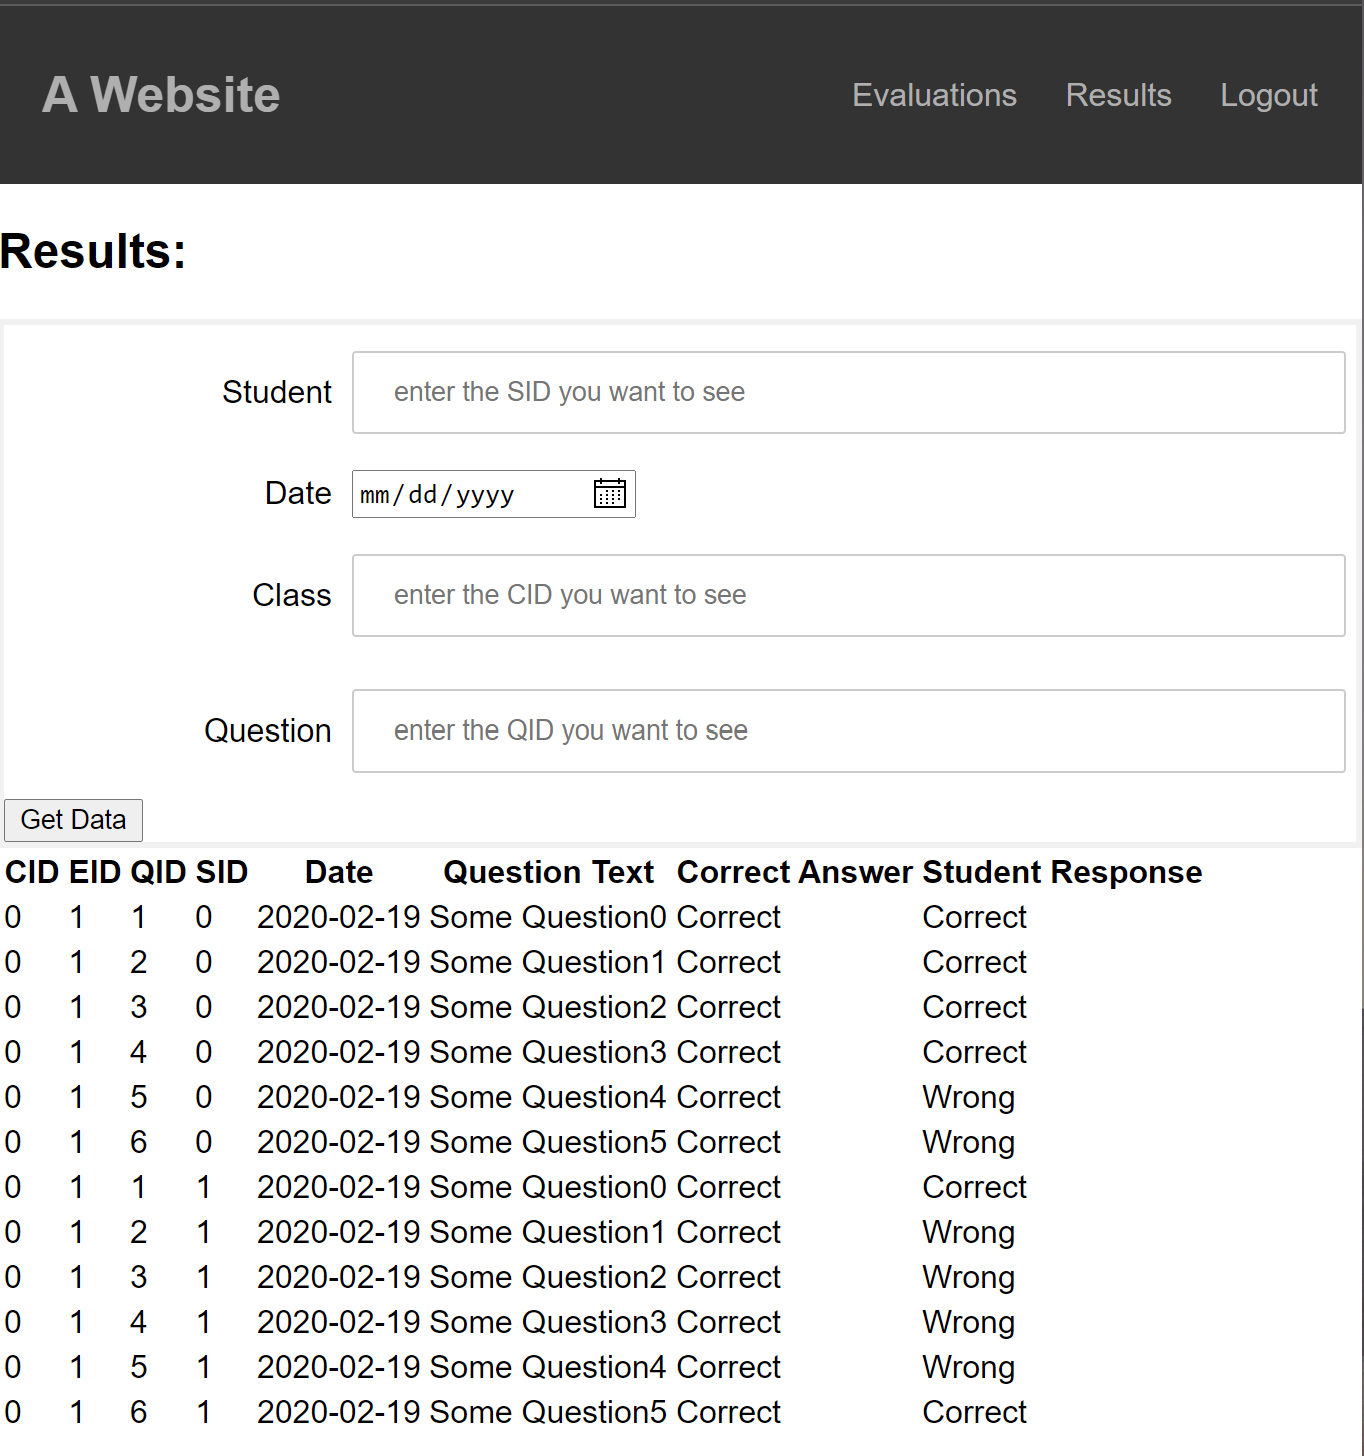 A Website Evaluations Results Logout
Results:
Student enter the SID you want to see
Date mm/dd/yyyy
Class enter the CID you want to see
Question enter the QID you want to see
Get Data
CID EID QID SID Date Question Text Correct Answer Student Response
0 1 1 0 2020-02-19 Some Question0 Correct Correct
0 1 2 0 2020-02-19 Some Question1 Correct Correct
0 1 3 0 2020-02-19 Some Question2 Correct Correct
0 1 4 0 2020-02-19 Some Question3 Correct Correct
0 1 5 0 2020-02-19 Some Question4 Correct Wrong
0 1 6 0 2020-02-19 Some Question5 Correct Wrong
0 1 1 1 2020-02-19 Some Question0 Correct Correct
0 1 2 1 2020-02-19 Some Question1 Correct Wrong
0 1 3 1 2020-02-19 Some Question2 Correct Wrong
0 1 4 1 2020-02-19 Some Question3 Correct Wrong
0 1 5 1 2020-02-19 Some Question4 Correct Wrong
0 1 6 1 2020-02-19 Some Question5 Correct Correct